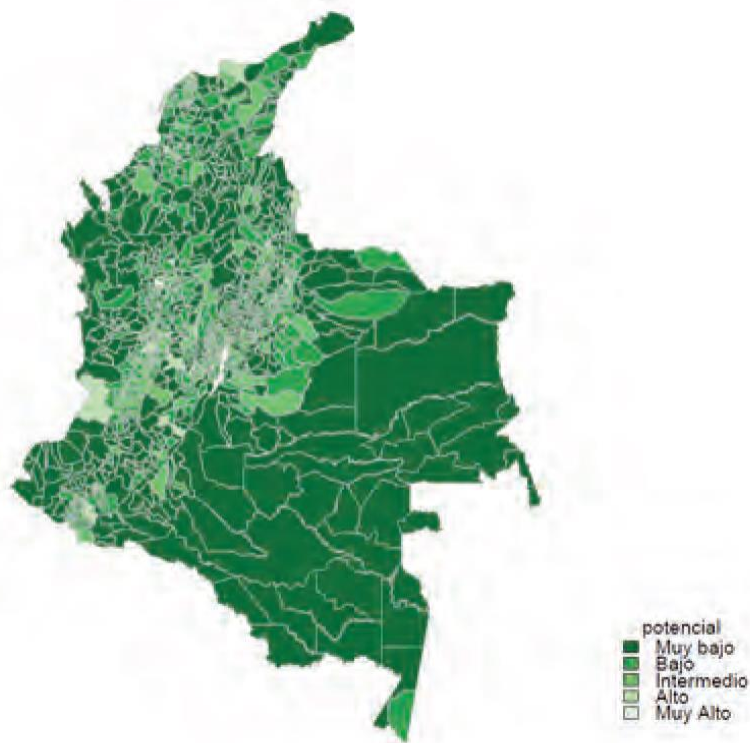 potencial
Muy bajo
Bajo
Intermedio
Alto
Muy Alto